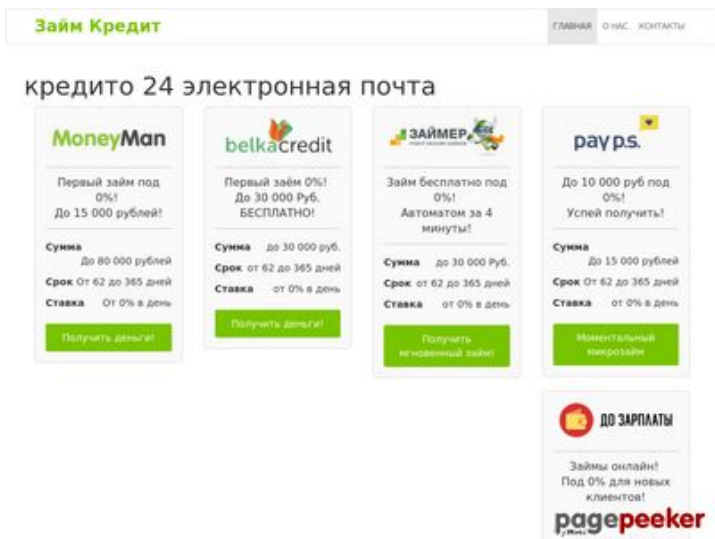 Займ Кредит
ГЛАВНАЯ О НАС КОНТАКТЫ
кредито 24 электронная почта
MoneyMan
Первый займ под
0%!
До 15 000 рублей!
Сумма
До 80 000 рублей
Срок От 62 до 365 дней
Ставка От 0% в день
Получить деньги!
belkacredit
Первый заём 0%!
До 30 000 Руб.
БЕСПЛАТНО!
Сумма до 30 000 руб.
Срок от 62 до 365 дней
Ставка от 0% в день
Получить деньги!
ЗАЙМЕР
Займ бесплатно под
0%!
Автоматом за 4
минуты!
Сумма до 30 000 Руб.
Срок от 62 до 365 дней
Ставка от 0% в день
Получить
мгновенный займ!
pay p.s.
До 10 000 руб под
0%!
Успей получить!
Сумма
До 15 000 рублей
Срок От 62 до 365 дней
Ставка От 0% в день
Моментальный
микрозайм
ДО ЗАРПЛАТЫ
Займы онлайн!
Под 0% для новых
клиентов!
pagepeeker